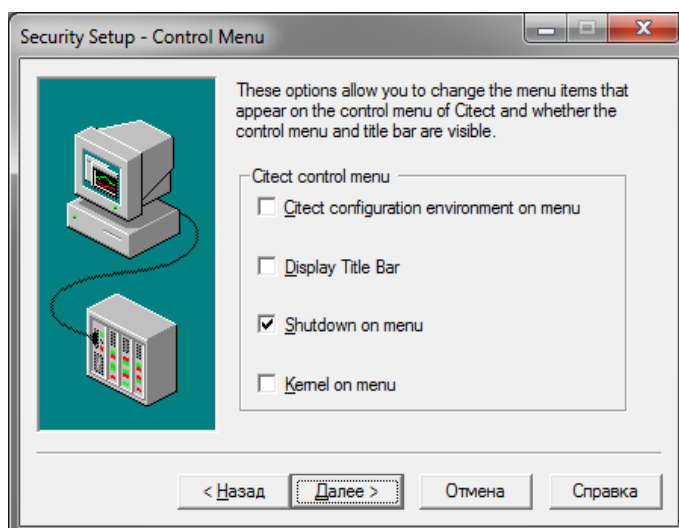 Security Setup - Control Menu
These options allow you to change the menu items that
appear on the control menu of Citect and whether the
control menu and title bar are visible.
Citect control menu
Citect configuration environment on menu
Display Title Bar
Shutdown on menu
Kernel on menu
< Назад
Далее >
Отмена
Справка